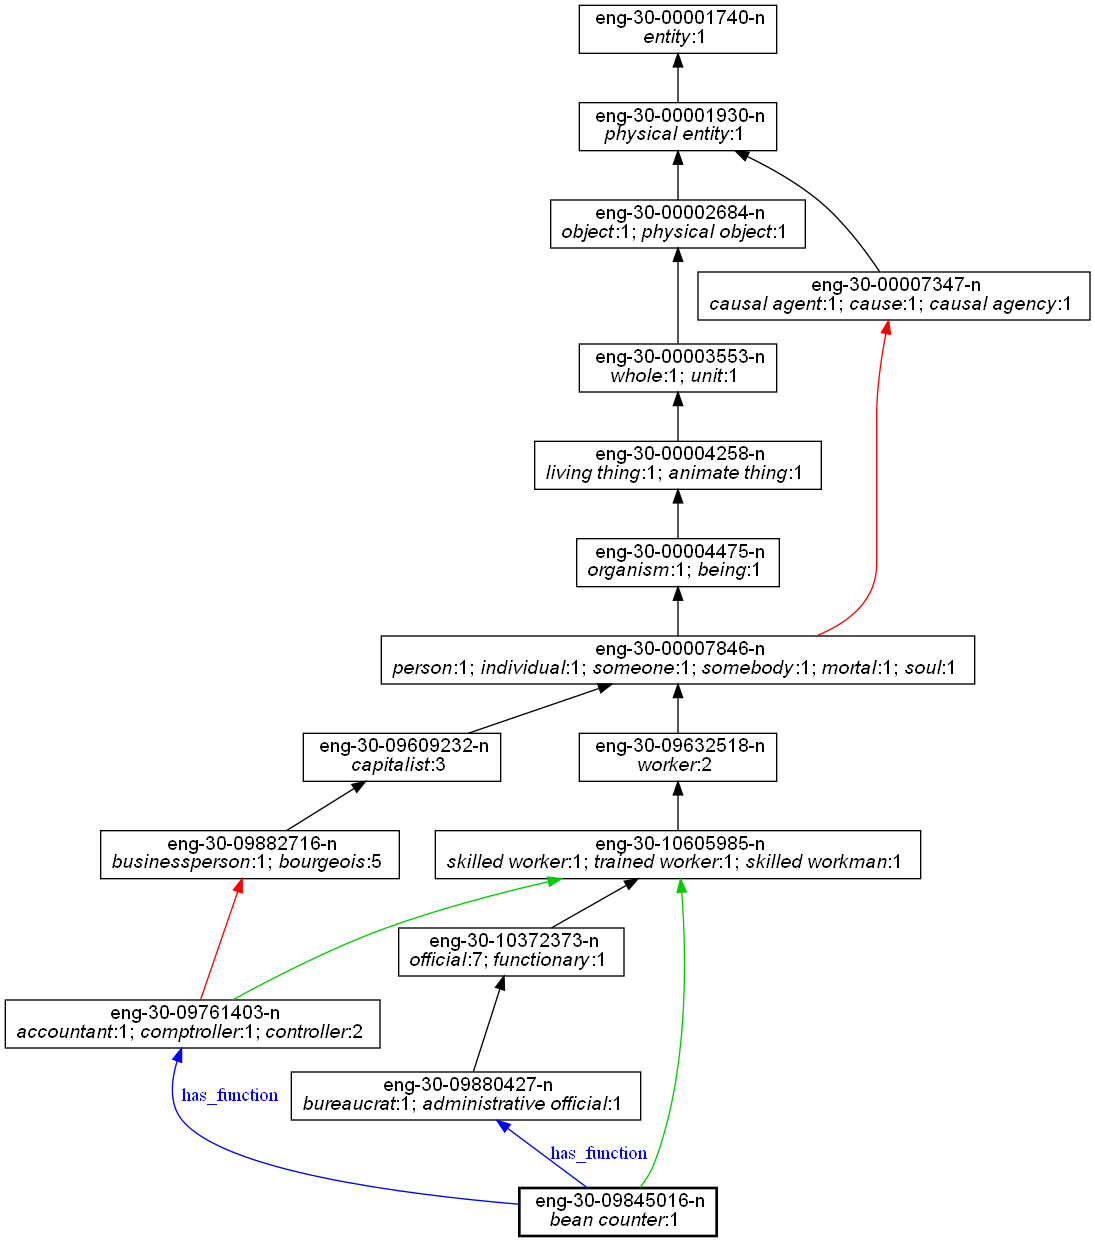 eng-30-00001740-n
entity:1
eng-30-00001930-n
physical entity:1
eng-30-00002684-n
object:1; physical object:1
eng-30-00007347-n
causal agent:1; cause:1; causal agency:1
eng-30-00003553-n
whole:1; unit:1
eng-30-00004258-n
living thing:1; animate thing:1
eng-30-00004475-n
organism:1; being:1
eng-30-00007846-n
person:1; individual:1; someone:1; somebody:1; mortal:1; soul:1
eng-30-09609232-n
capitalist:3
eng-30-09632518-n
worker:2
eng-30-09882716-n
businessperson:1; bourgeois:5
eng-30-10605985-n
skilled worker:1; trained worker:1; skilled workman:1
eng-30-10372373-n
official:7; functionary:1
eng-30-09761403-n
accountant:1; comptroller:1; controller:2
eng-30-09880427-n
bureaucrat:1; administrative official:1
has_function
has_function
eng-30-09845016-n
bean counter:1